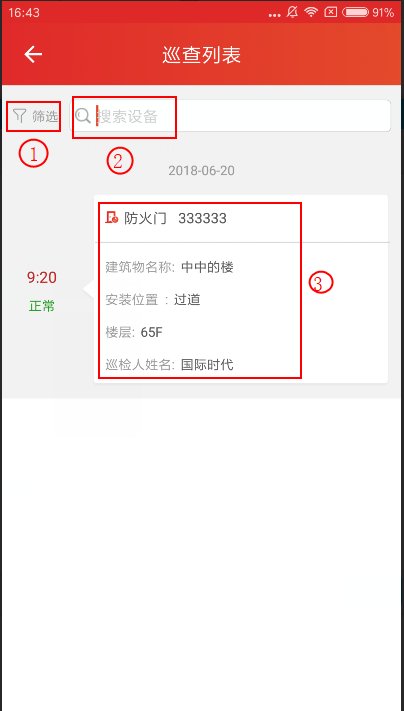 16:43 91%
巡查列表
筛选 搜索设备
1 2
2018-06-20
防火门 333333
建筑物名称: 中中的楼
9:20
安装位置 : 过道
3
正常
楼层: 65F
巡检人姓名: 国际时代